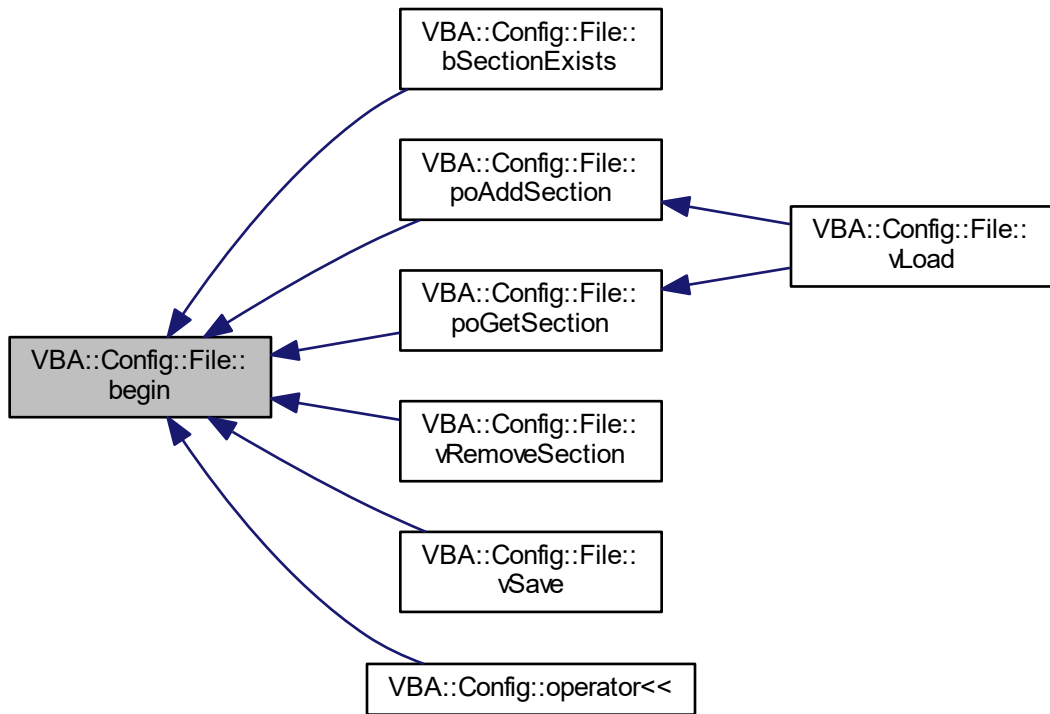 VBA::Config::File::
bSectionExists
VBA::Config::File::
poAddSection
VBA::Config::File::
vLoad
VBA::Config::File::
poGetSection
VBA::Config::File::
begin
VBA::Config::File::
vRemoveSection
VBA::Config::File::
vSave
VBA::Config::operator<<